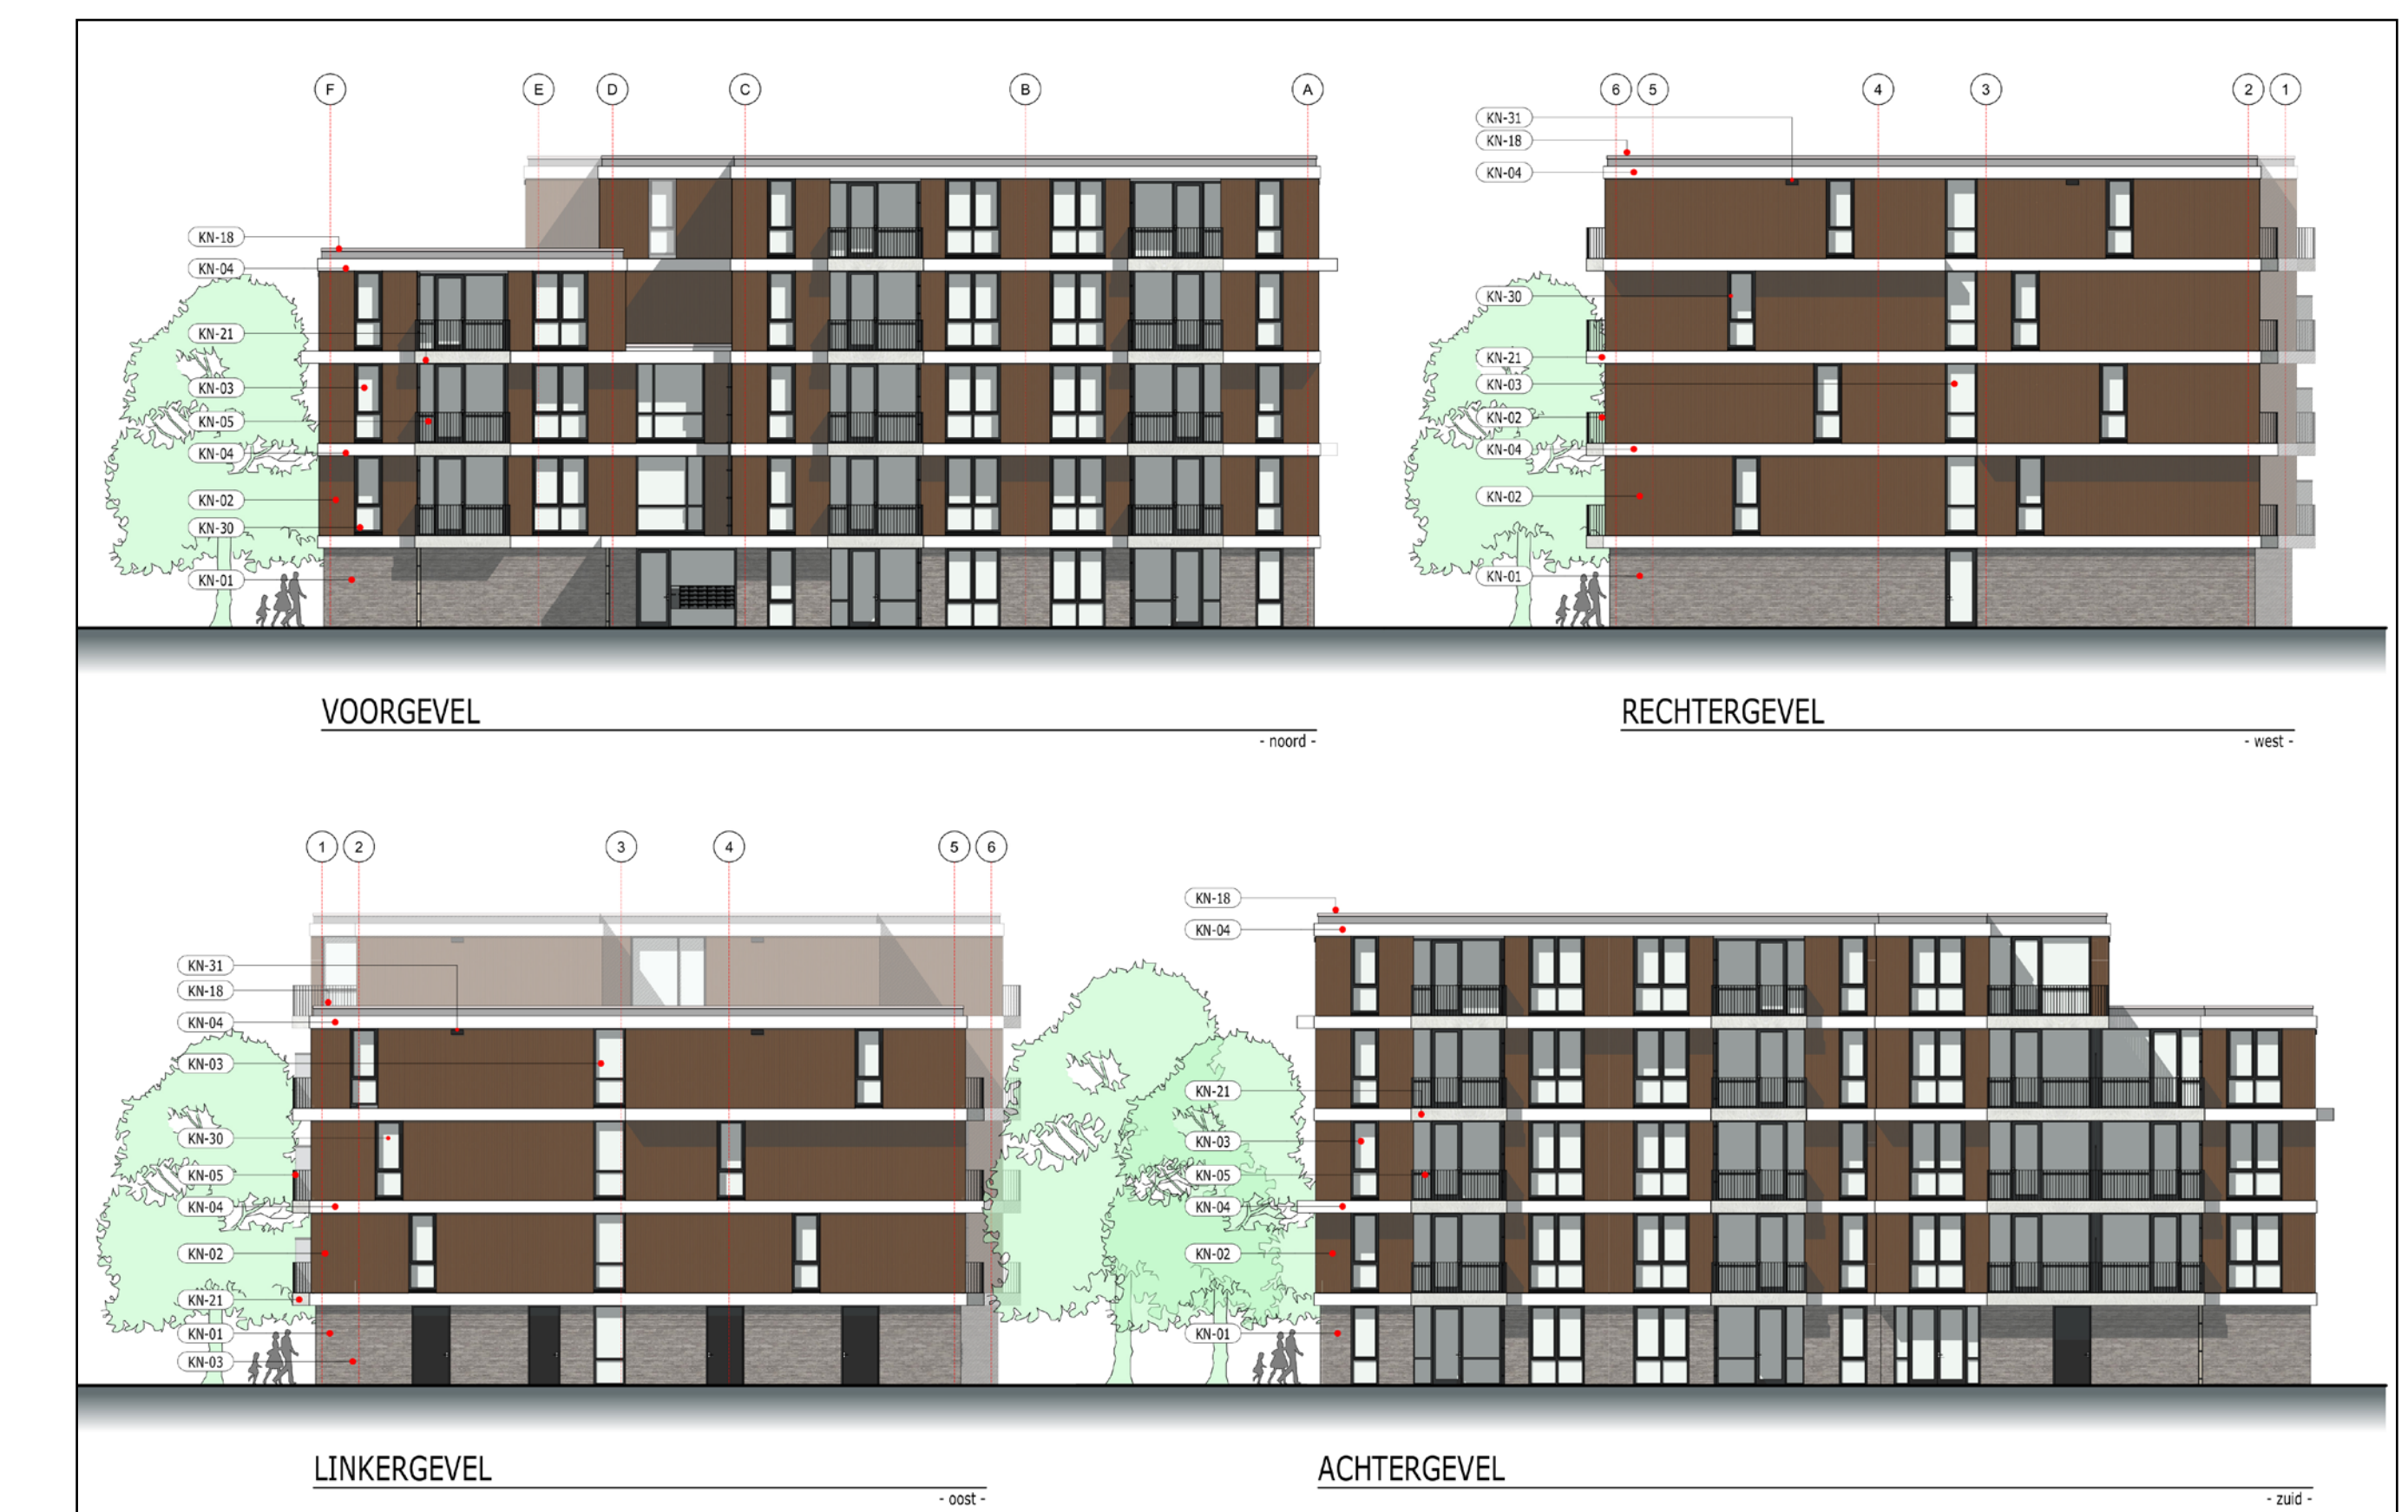 F E D C B A
KN-18
KN-04
KN-21
KN-03
KN-05
KN-04
KN-02
KN-30
KN-01
VOORGEVEL
- noord -
6 5 4 3 2 1
KN-31
KN-18
KN-04
KN-30
KN-21
KN-03
KN-02
KN-04
KN-02
KN-01
RECHTERGEVEL
- west -
1 2 3 4 5 6
KN-31
KN-18
KN-04
KN-03
KN-30
KN-05
KN-04
KN-02
KN-21
KN-01
KN-03
LINKERGEVEL
- oost -
KN-18
KN-04
KN-21
KN-03
KN-05
KN-04
KN-02
KN-01
ACHTERGEVEL
- zuid -